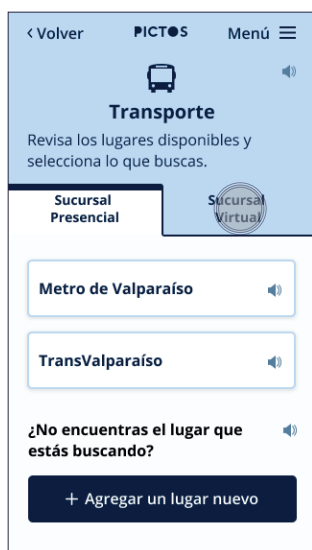 < Volver PICTOS Menú
Transporte
Revisa los lugares disponibles y
selecciona lo que buscas.
Sucursal
Presencial
Sucursal
Virtual
Metro de Valparaíso
TransValparaíso
¿No encuentras el lugar que
estás buscando?
+ Agregar un lugar nuevo